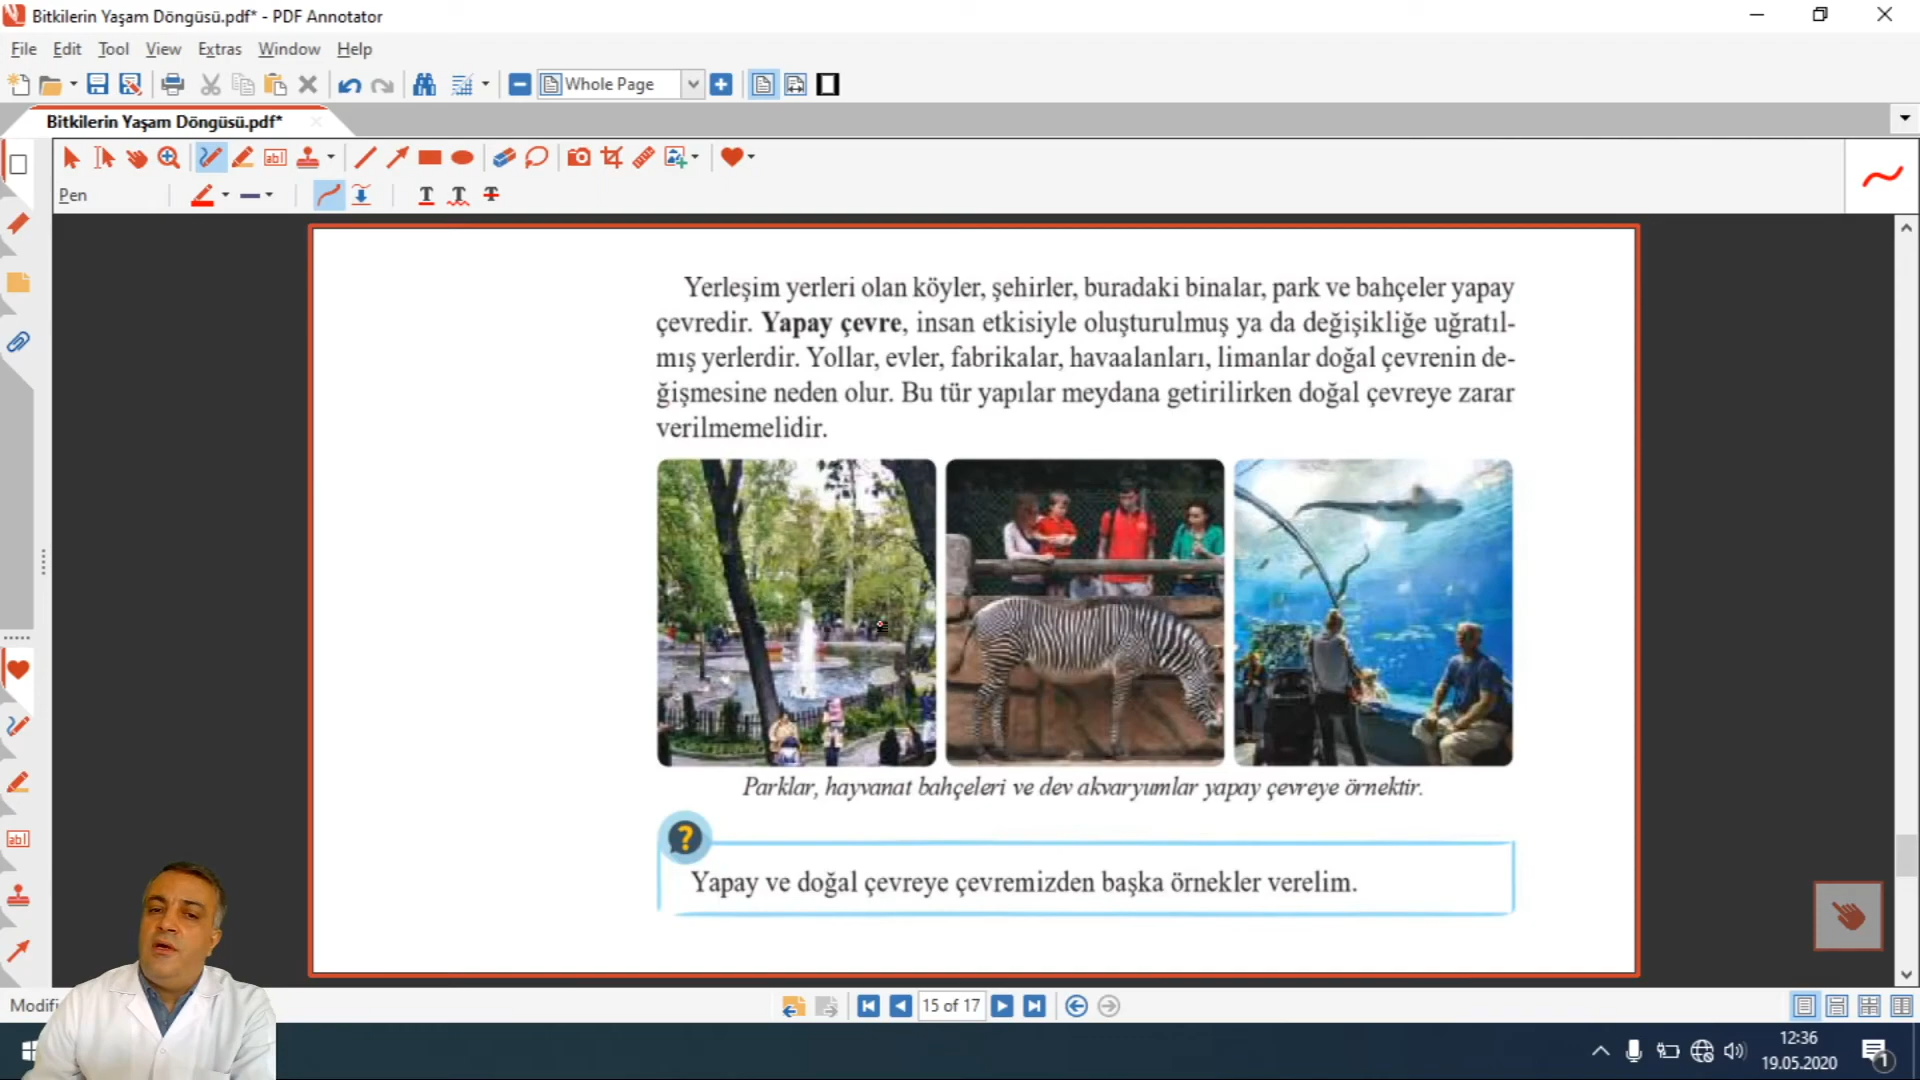 Bitkilerin Yaşam Döngüsü.pdf* - PDF Annotator
File Edit Tool View Extras Window Help
Whole Page
Bitkilerin Yaşam Döngüsü.pdf*
Pen
Yerleşim yerleri olan köyler, şehirler, buradaki binalar, park ve bahçeler yapay
çevredir. Yapay çevre, insan etkisiyle oluşturulmuş ya da değişikliğe uğratıl-
mış yerlerdir. Yollar, evler, fabrikalar, havaalanları, limanlar doğal çevrenin de-
ğişmesine neden olur. Bu tür yapılar meydana getirilirken doğal çevreye zarar
verilmemelidir.
Parklar, hayvanat bahçeleri ve dev akvaryumlar yapay çevreye örnektir.
?
Yapay ve doğal çevreye çevremizden başka örnekler verelim.
Modifi
15 of 17
12:36
19.05.2020
1